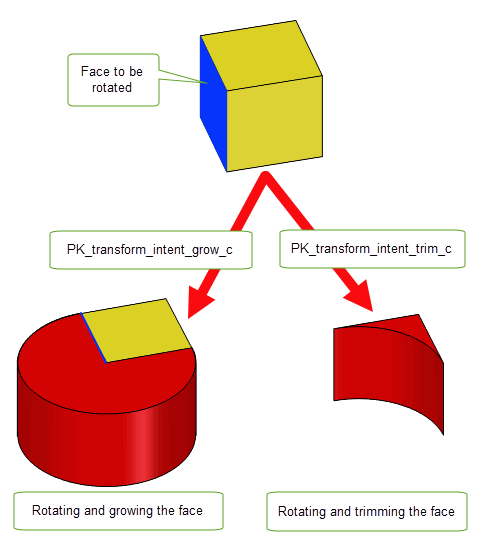 Face to be
rotated
PK_transform_intent_grow_c
PK_transform_intent_trim_c
Rotating and growing the face
Rotating and trimming the face